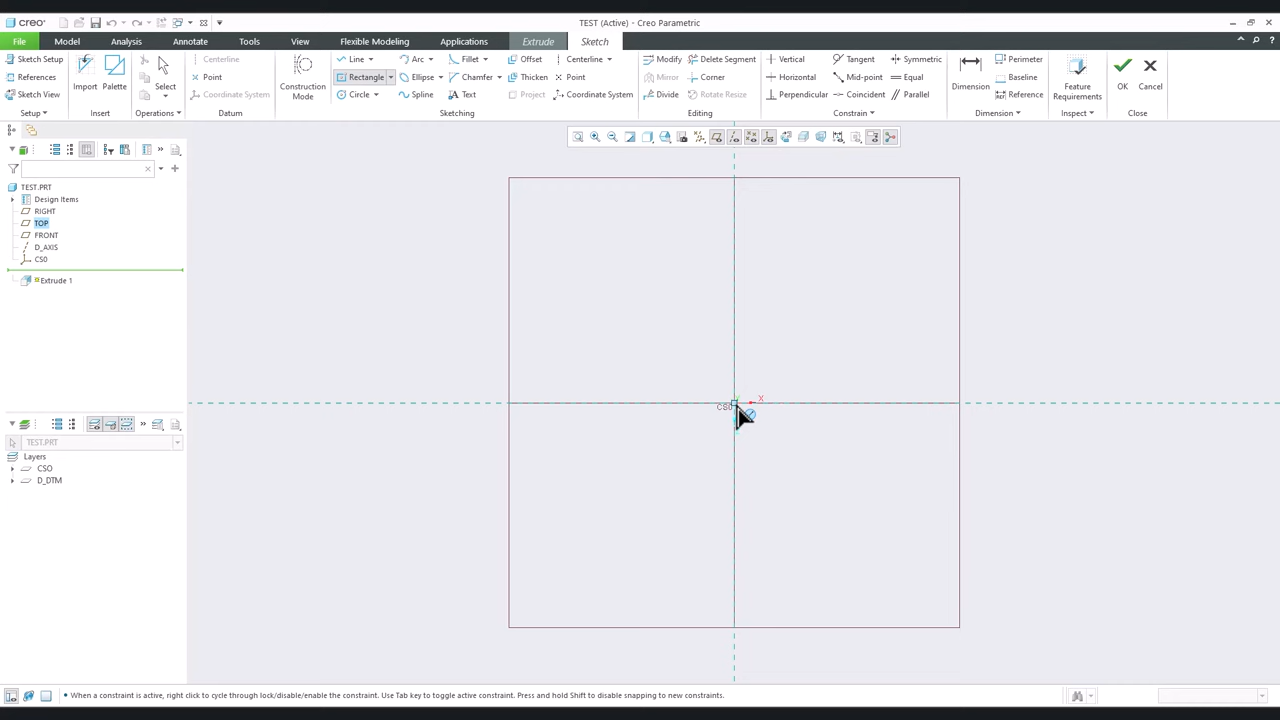 creo
TEST (Active) - Creo Parametric
File Model Analysis Annotate Tools View Flexible Modeling Applications Extrude Sketch
Sketch Setup
References
Sketch View
Setup
Import Palette
Insert
Select
Operations
Centerline
Point
Coordinate System
Datum
Construction Mode
Line Arc Fillet Offset Centerline
Rectangle Ellipse Chamfer Thicken Point
Circle Spline Text Project Coordinate System
Sketching
Modify Delete Segment
Mirror Corner
Divide Rotate Resize
Editing
Vertical Tangent Symmetric
Horizontal Mid-point Equal
Perpendicular Coincident Parallel
Constrain
Dimension
Perimeter
Baseline
Reference
Dimension
Feature Requirements
Inspect
OK Cancel
Close
TEST.PRT
Design Items
RIGHT
TOP
FRONT
D_AXIS
CS0
Extrude 1
X
CS0
TEST.PRT
Layers
CSO
D_DTM
When a constraint is active, right click to cycle through lock/disable/enable the constraint. Use Tab key to toggle active constraint. Press and hold Shift to disable snapping to new constraints.